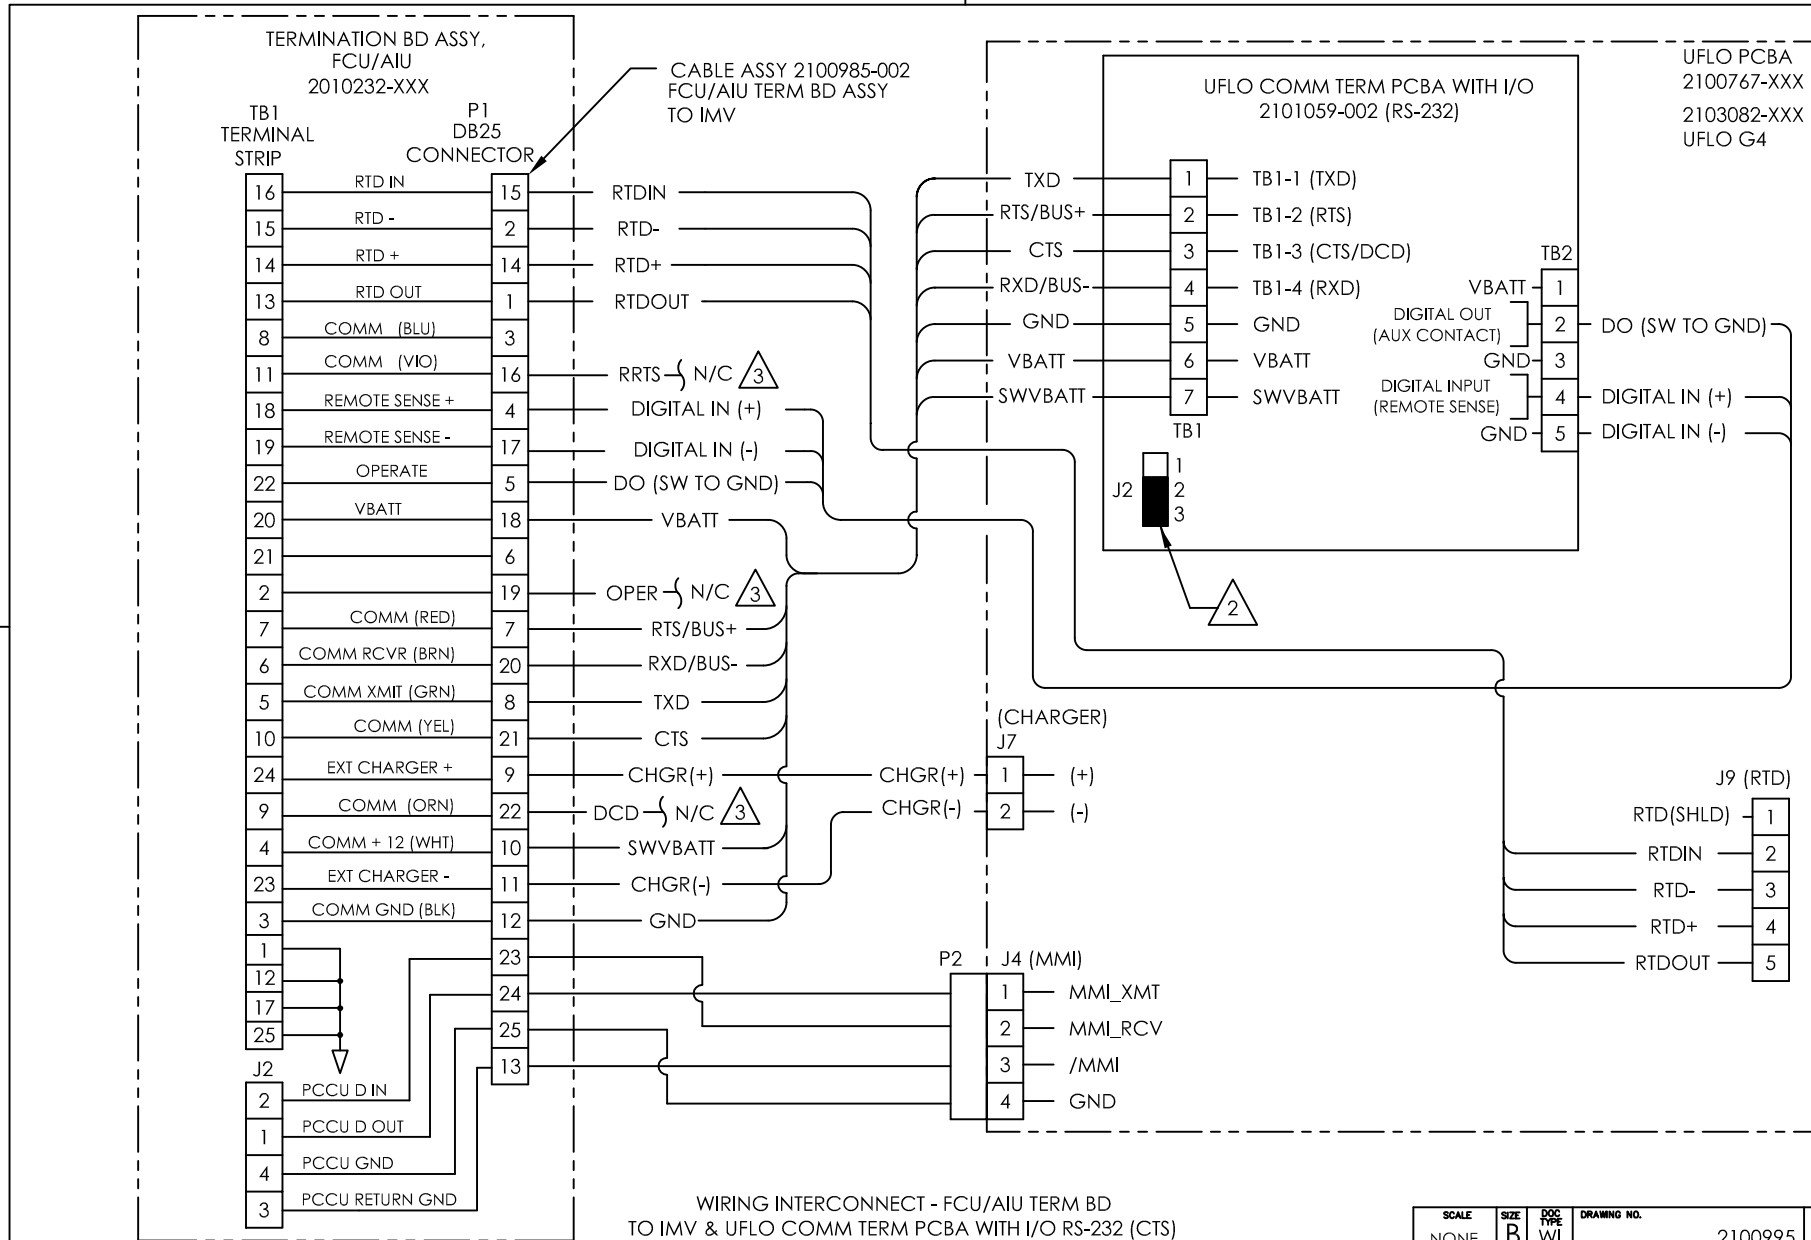 TERMINATION BD ASSY,
FCU/AIU
2010232-XXX
TB1
TERMINAL
STRIP
P1
DB25
CONNECTOR
CABLE ASSY 2100985-002
FCU/AIU TERM BD ASSY
TO IMV
16 RTD IN 15 RTDIN
15 RTD - 2 RTD-
14 RTD + 14 RTD+
13 RTD OUT 1 RTDOUT
8 COMM (BLU) 3
11 COMM (VIO) 16 RRTS N/C 3
18 REMOTE SENSE + 4 DIGITAL IN (+)
19 REMOTE SENSE - 17 DIGITAL IN (-)
22 OPERATE 5 DO (SW TO GND)
20 VBATT 18 VBATT
21 6
2 19 OPER N/C 3
7 COMM (RED) 7 RTS/BUS+
6 COMM RCVR (BRN) 20 RXD/BUS-
5 COMM XMIT (GRN) 8 TXD
10 COMM (YEL) 21 CTS
24 EXT CHARGER + 9 CHGR(+)
9 COMM (ORN) 22 DCD N/C 3
4 COMM + 12 (WHT) 10 SWVBATT
23 EXT CHARGER - 11 CHGR(-)
3 COMM GND (BLK) 12 GND
1 23
12 24
17 25
25 13
J2
2 PCCU D IN
1 PCCU D OUT
4 PCCU GND
3 PCCU RETURN GND
UFLO PCBA
2100767-XXX
2103082-XXX
UFLO G4
UFLO COMM TERM PCBA WITH I/O
2101059-002 (RS-232)
TXD 1 TB1-1 (TXD)
RTS/BUS+ 2 TB1-2 (RTS)
CTS 3 TB1-3 (CTS/DCD)
RXD/BUS- 4 TB1-4 (RXD)
GND 5 GND
VBATT 6 VBATT
SWVBATT 7 SWVBATT
TB1
TB2
VBATT 1
DIGITAL OUT
(AUX CONTACT)
2 DO (SW TO GND)
GND 3
DIGITAL INPUT
(REMOTE SENSE)
4 DIGITAL IN (+)
GND 5 DIGITAL IN (-)
J2
1
2
3
2
(CHARGER)
J7
CHGR(+) 1 (+)
CHGR(-) 2 (-)
J9 (RTD)
RTD(SHLD) 1
RTDIN 2
RTD- 3
RTD+ 4
RTDOUT 5
P2 J4 (MMI)
1 MMI_XMT
2 MMI_RCV
3 /MMI
4 GND
WIRING INTERCONNECT - FCU/AIU TERM BD
TO IMV & UFLO COMM TERM PCBA WITH I/O RS-232 (CTS)
SCALE SIZE DOC TYPE DRAWING NO.
NONE B WI 2100995